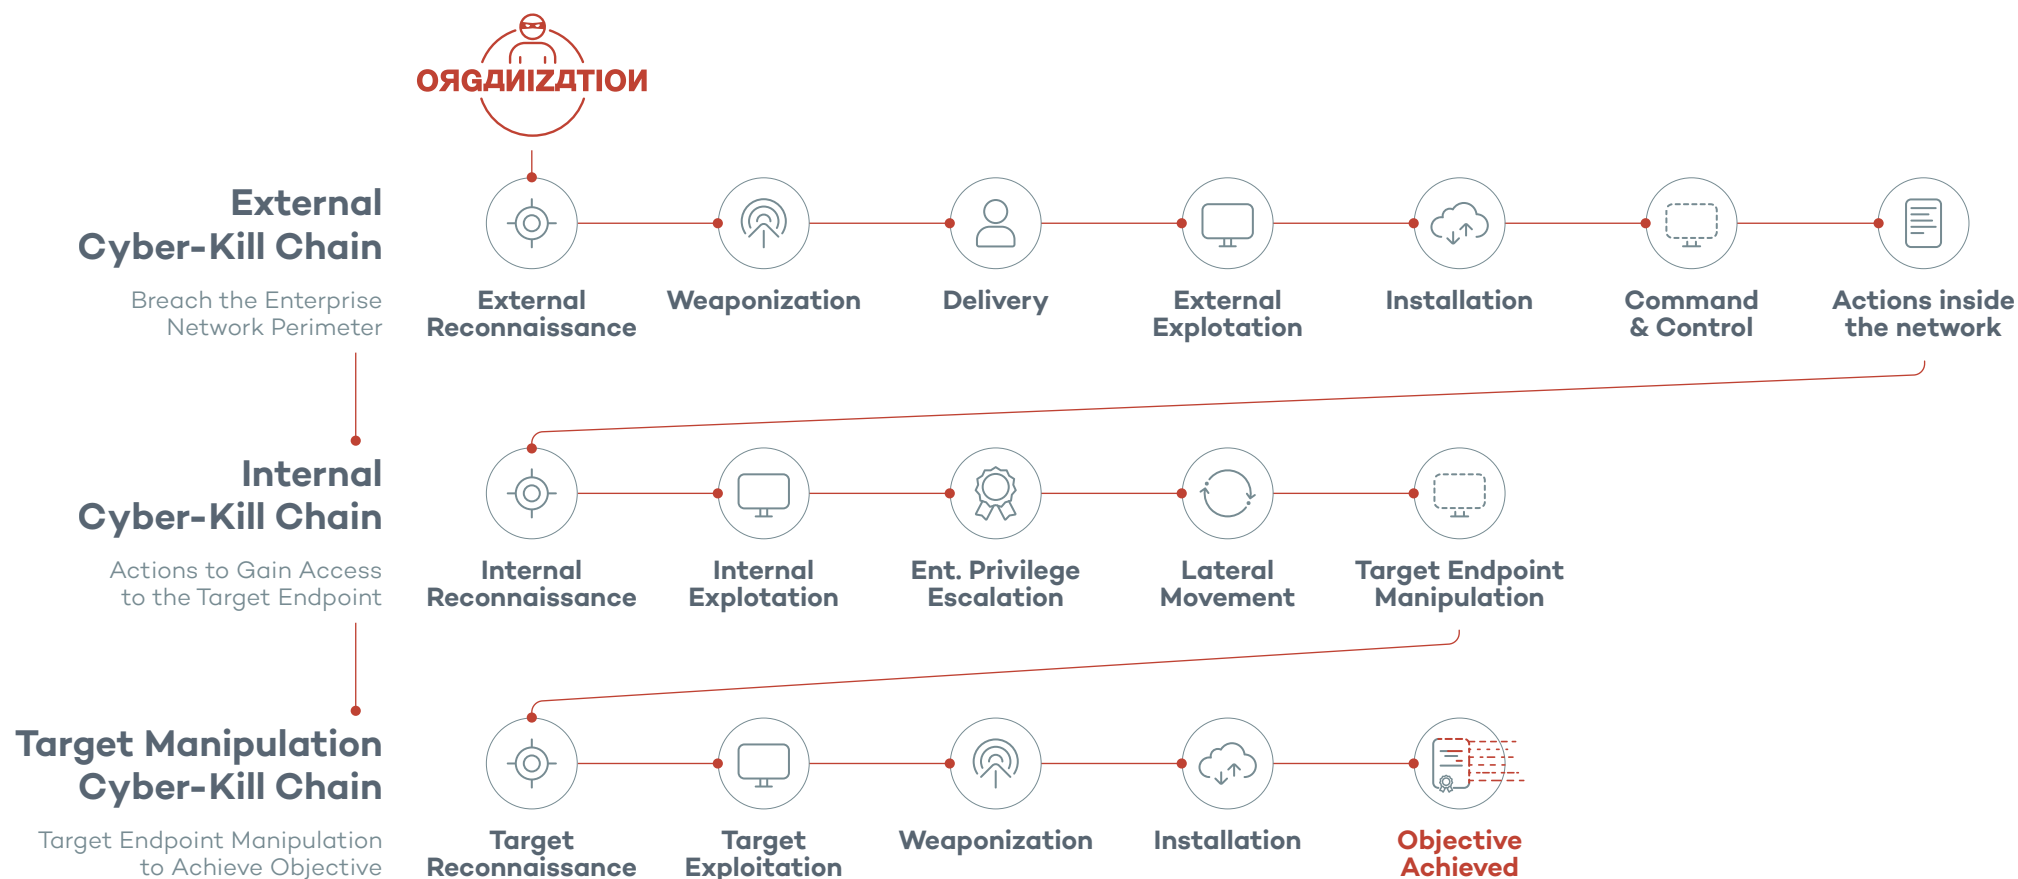 OЯGДNIZДTIOИ
External
Cyber-Kill Chain
Breach the Enterprise
Network Perimeter
External
Reconnaissance
Weaponization
Delivery
External
Explotation
Installation
Command
& Control
Actions inside
the network
Internal
Cyber-Kill Chain
Actions to Gain Access
to the Target Endpoint
Internal
Reconnaissance
Internal
Explotation
Ent. Privilege
Escalation
Lateral
Movement
Target Endpoint
Manipulation
Target Manipulation
Cyber-Kill Chain
Target Endpoint Manipulation
to Achieve Objective
Target
Reconnaissance
Target
Exploitation
Weaponization
Installation
Objective
Achieved